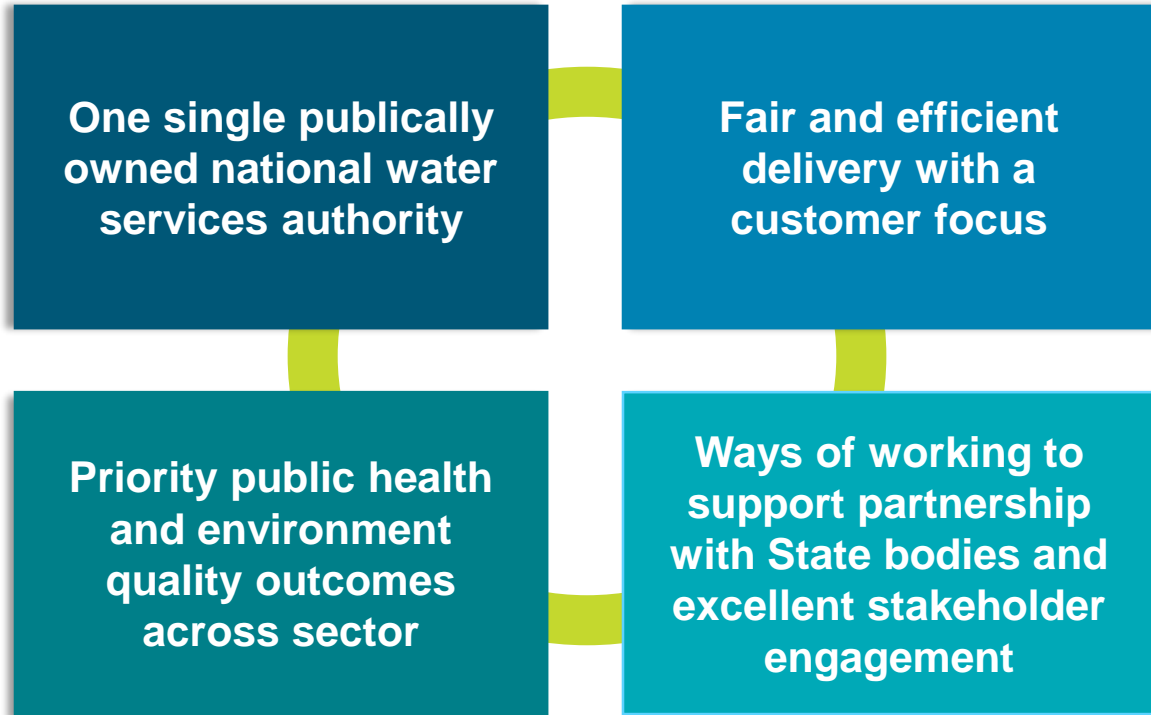 One single publically
owned national water
services authority
Fair and efficient
delivery with a
customer focus
Priority public health
and environment
quality outcomes
across sector
Ways of working to
support partnership
with State bodies and
excellent stakeholder
engagement